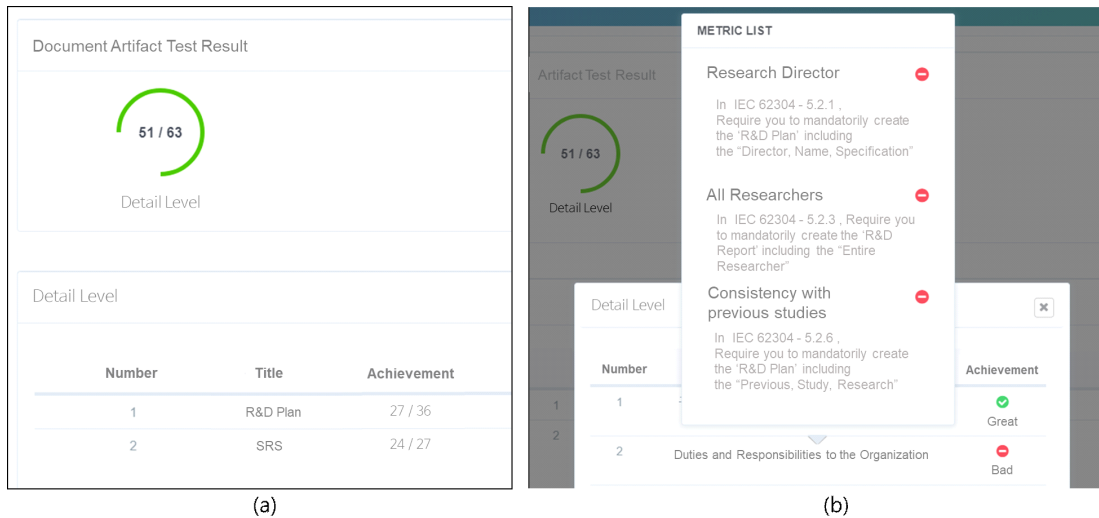 Document Artifact Test Result
51 / 63
Detail Level
Detail Level
Number Title Achievement
1 R&D Plan 27 / 36
2 SRS 24 / 27
(a)
METRIC LIST
Research Director
In IEC 62304 - 5.2.1 ,
Require you to mandatorily create
the ‘R&D Plan’ including
the “Director, Name, Specification”
All Researchers
In IEC 62304 - 5.2.3 , Require you
to mandatorily create the ‘R&D
Report’ including the “Entire
Researcher”
Consistency with
previous studies
In IEC 62304 - 5.2.6 ,
Require you to mandatorily create
the ‘R&D Plan’ including
the “Previous, Study, Research”
Artifact Test Result
51 / 63
Detail Level
1
2
Detail Level
Number Achievement
1 Great
2 Duties and Responsibilities to the Organization Bad
(b)